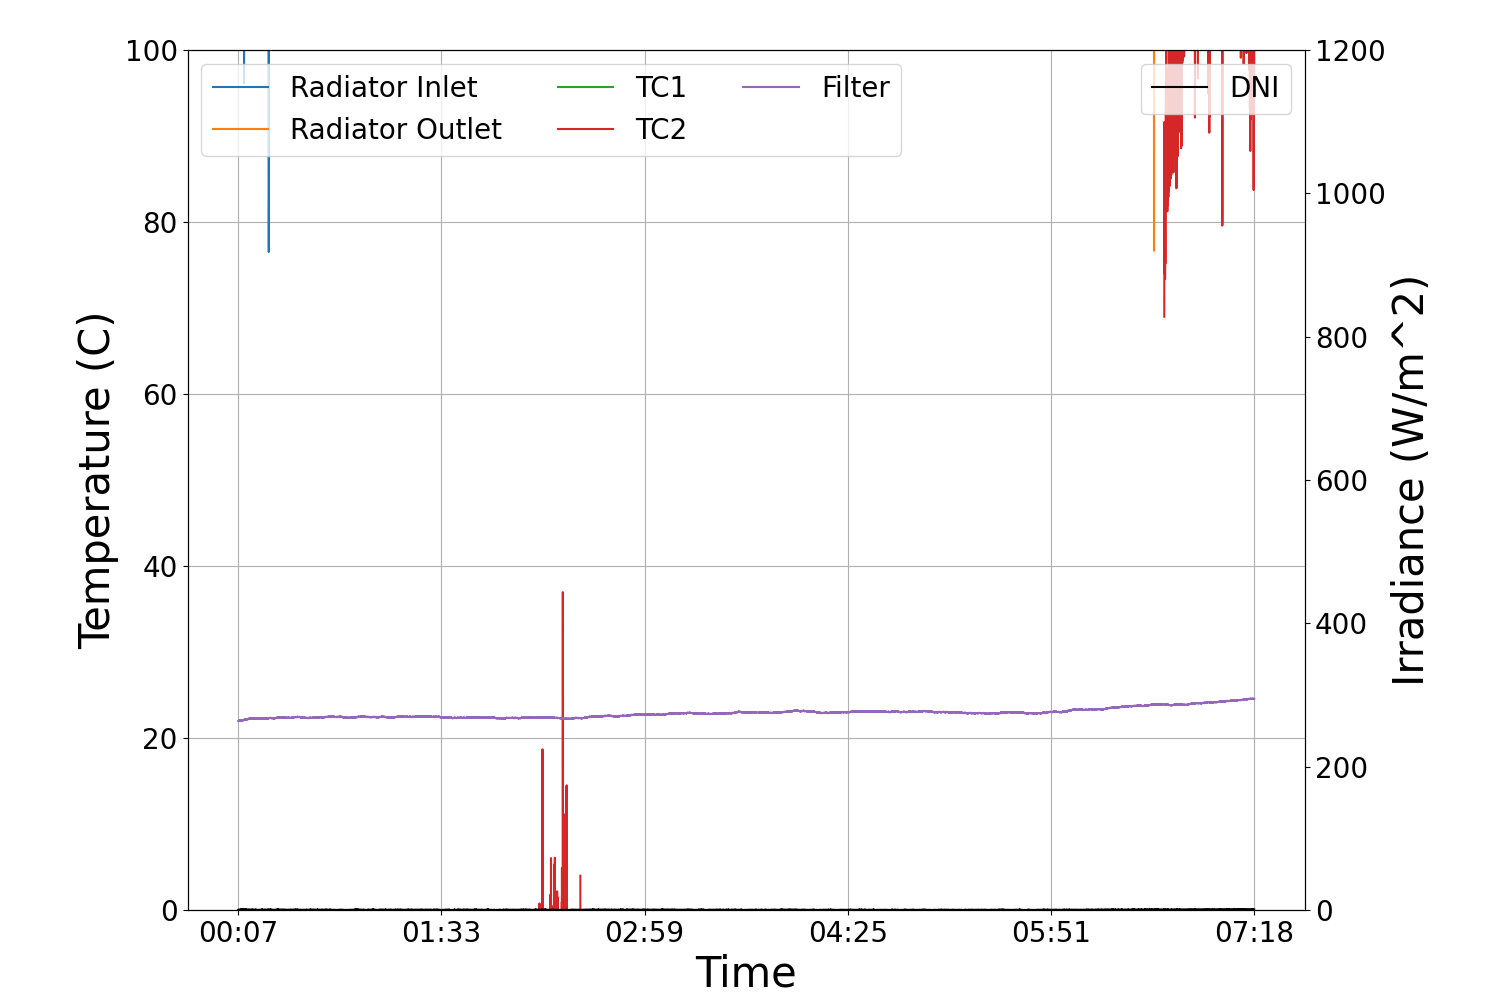 100
80
60
40
20
0
Temperature (C)
Radiator Inlet
Radiator Outlet
TC1
TC2
Filter
DNI
1200
1000
800
600
400
200
0
Irradiance (W/m^2)
00:07 01:33 02:59 04:25 05:51 07:18
Time